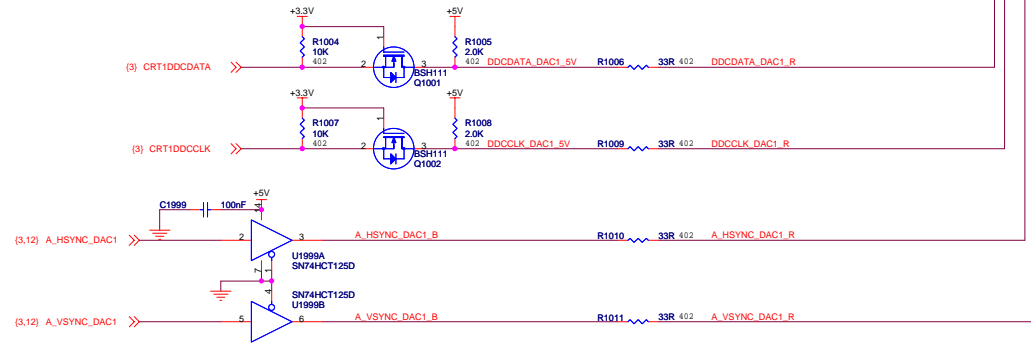 +3.3V
+5V
R1004
10K
402
1
R1005
2.0K
402
{3} CRT1DDCDATA
2
3
DDCDATA_DAC1_5V
R1006
33R
402
DDCDATA_DAC1_R
BSH111
Q1001
+3.3V
+5V
R1007
10K
402
1
R1008
2.0K
402
{3} CRT1DDCCLK
2
3
DDCCLK_DAC1_5V
R1009
33R
402
DDCCLK_DAC1_R
BSH111
Q1002
+5V
C1999
100nF
14
{3,12} A_HSYNC_DAC1
2
3
A_HSYNC_DAC1_B
R1010
33R
402
A_HSYNC_DAC1_R
U1999A
SN74HCT125D
7
1
4
SN74HCT125D
U1999B
{3,12} A_VSYNC_DAC1
5
6
A_VSYNC_DAC1_B
R1011
33R
402
A_VSYNC_DAC1_R